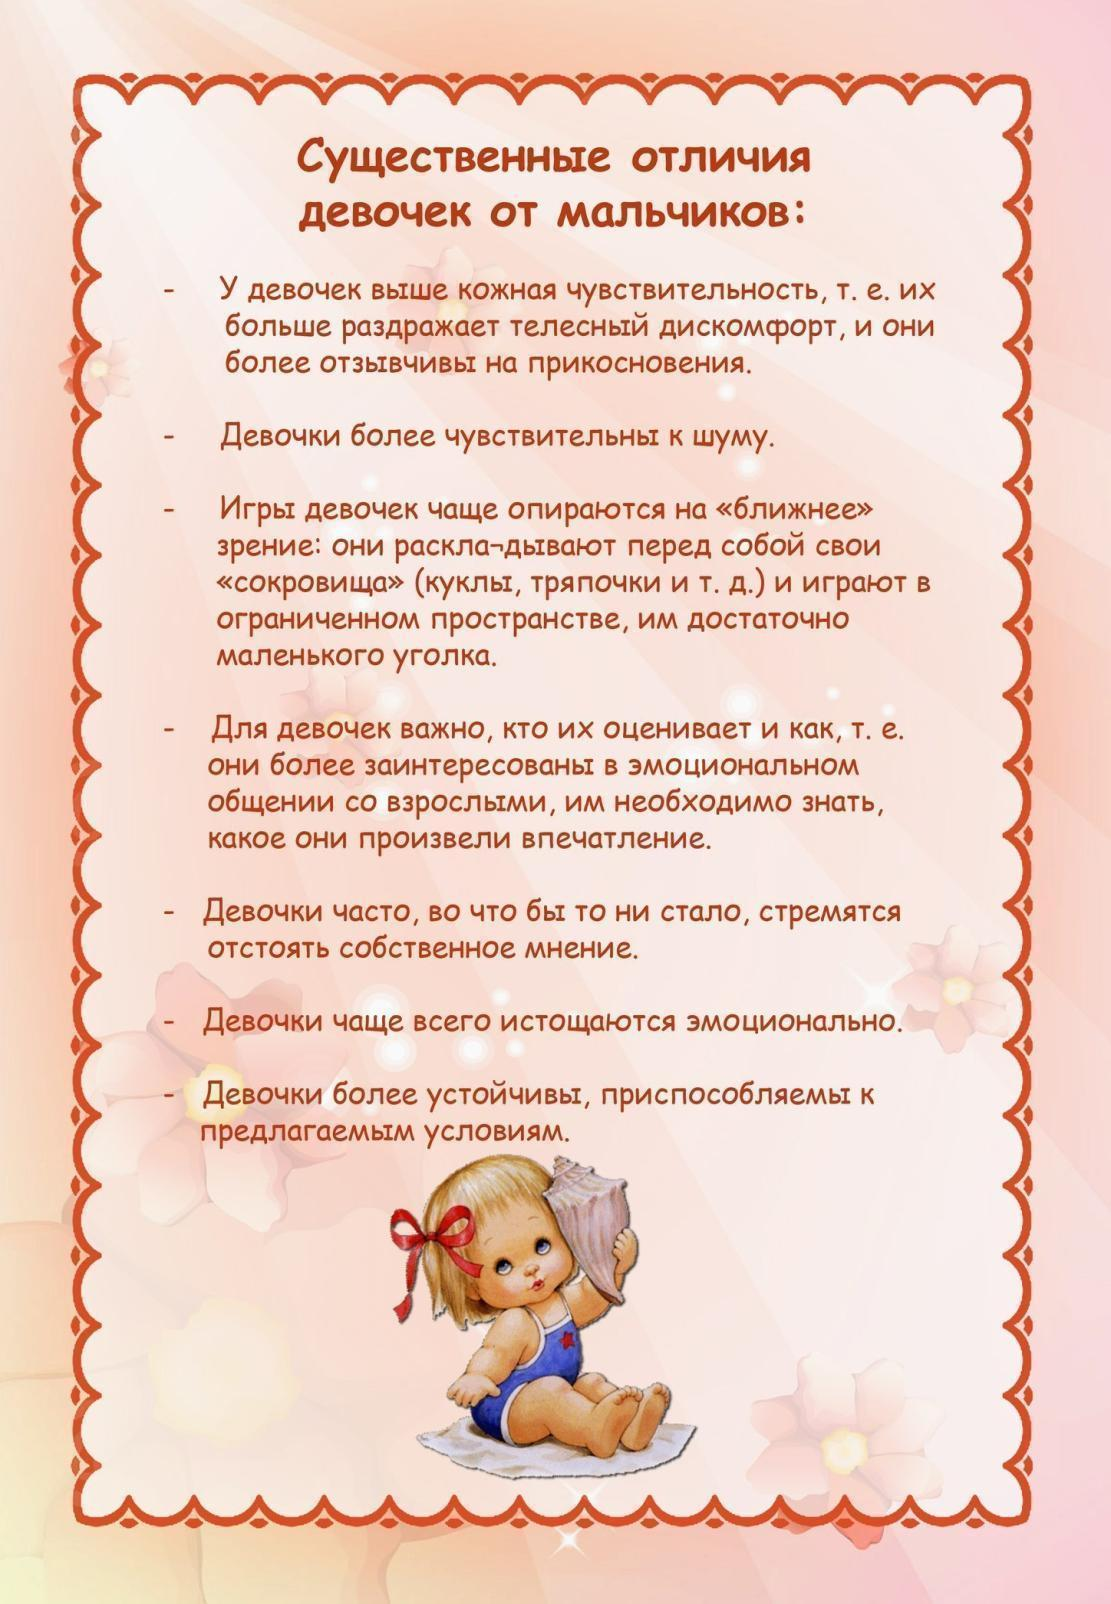 Существенные отличия
девочек от мальчиков:
- У девочек выше кожная чувствительность, т. е. их
больше раздражает телесный дискомфорт, и они
более отзывчивы на прикосновения.
- Девочки более чувствительны к шуму.
- Игры девочек чаще опираются на «ближнее»
зрение: они раскла¬дывают перед собой свои
«сокровища» (куклы, тряпочки и т. д.) и играют в
ограниченном пространстве, им достаточно
маленького уголка.
- Для девочек важно, кто их оценивает и как, т. е.
они более заинтересованы в эмоциональном
общении со взрослыми, им необходимо знать,
какое они произвели впечатление.
- Девочки часто, во что бы то ни стало, стремятся
отстоять собственное мнение.
- Девочки чаще всего истощаются эмоционально.
- Девочки более устойчивы, приспособляемы к
предлагаемым условиям.